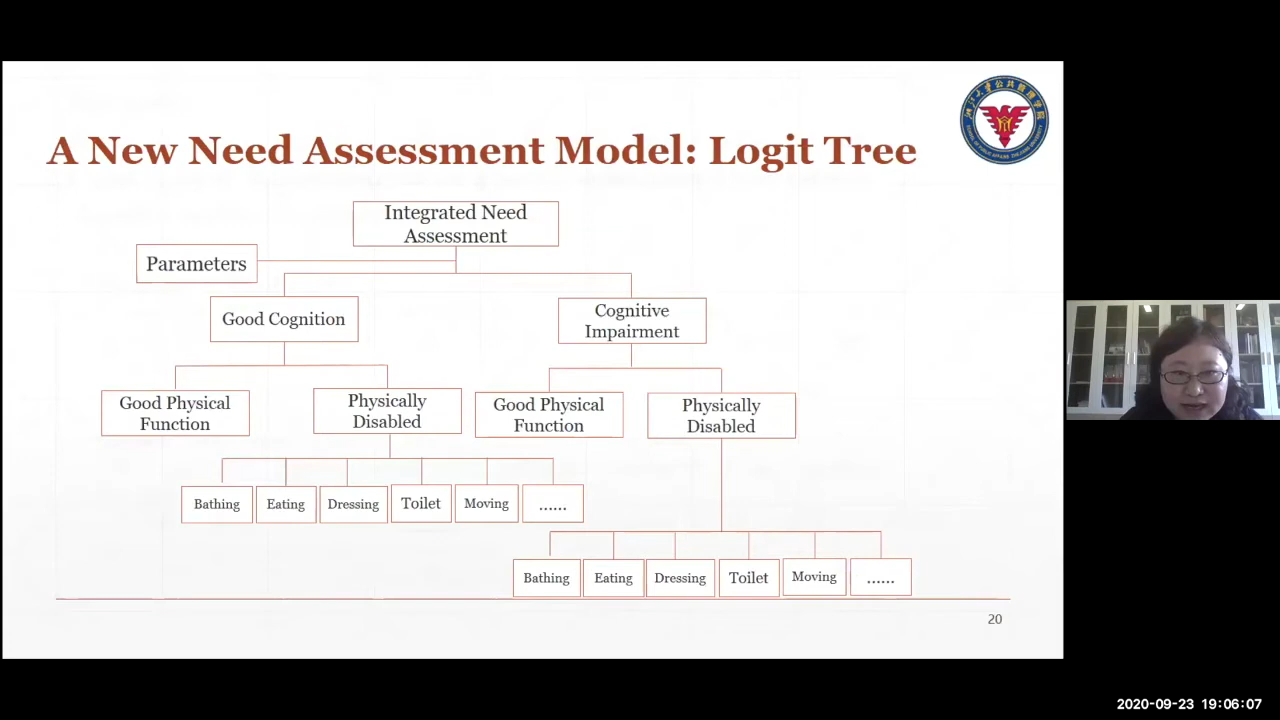 A New Need Assessment Model: Logit Tree
Integrated Need
Assessment
Parameters
Good Cognition
Cognitive
Impairment
Good Physical
Function
Physically
Disabled
Good Physical
Function
Physically
Disabled
Bathing
Eating
Dressing
Toilet
Moving
......
Bathing
Eating
Dressing
Toilet
Moving
......
20
2020-09-23 19:06:07